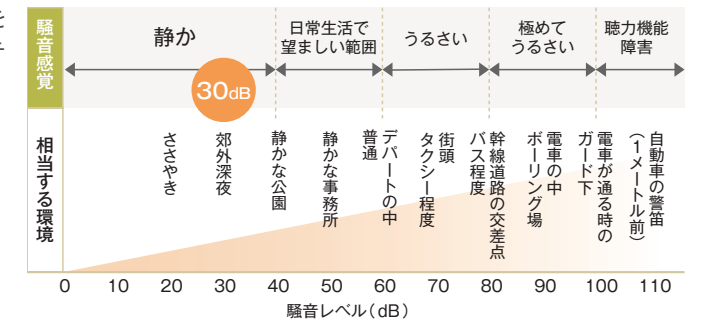 を
そ
騒音感覚
静か
日常生活で
望ましい範囲
うるさい
極めて
うるさい
聴力機能
障害
30dB
相当する環境
ささやき
郊外深夜
静かな公園
静かな事務所
デパートの中
普通
街頭
タクシー程度
幹線道路の交差点
バス程度
電車の中
ボーリング場
電車が通る時の
ガード下
自動車の警笛
(1メートル前)
0 10 20 30 40 50 60 70 80 90 100 110
騒音レベル(dB)